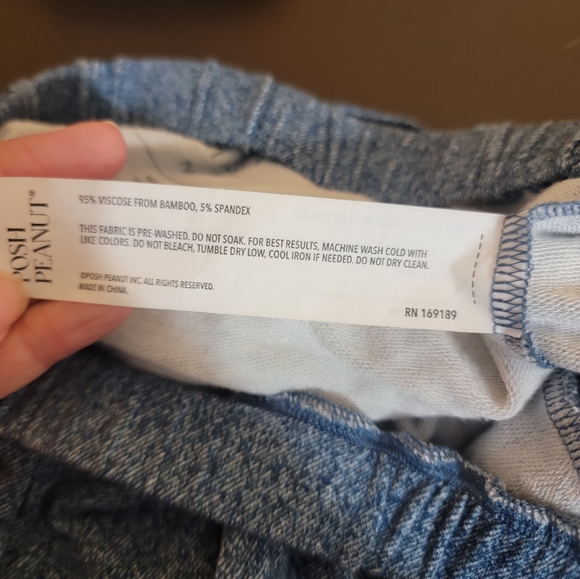 POSH
PEANUT®
95% VISCOSE FROM BAMBOO, 5% SPANDEX
THIS FABRIC IS PRE-WASHED. DO NOT SOAK. FOR BEST RESULTS, MACHINE WASH COLD WITH
LIKE COLORS. DO NOT BLEACH, TUMBLE DRY LOW, COOL IRON IF NEEDED. DO NOT DRY CLEAN.
©POSH PEANUT INC. ALL RIGHTS RESERVED.
MADE IN CHINA.
RN 169189